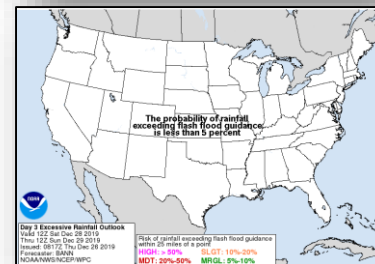 The probability of rainfall
exceeding flash flood guidance
is less than 5 percent
NOAA
Day 3 Excessive Rainfall Outlook
Valid 12Z Sat Dec 28 2019
Thru 12Z Sun Dec 29 2019
Issued: 0817Z Thu Dec 26 2019
Forecaster: BANN
NOAA/NWS/NCEP/WPC
Risk of rainfall exceeding flash flood guidance
within 25 miles of a point
HIGH: > 50% SLGT: 10%-20%
MDT: 20%-50% MRGL: 5%-10%